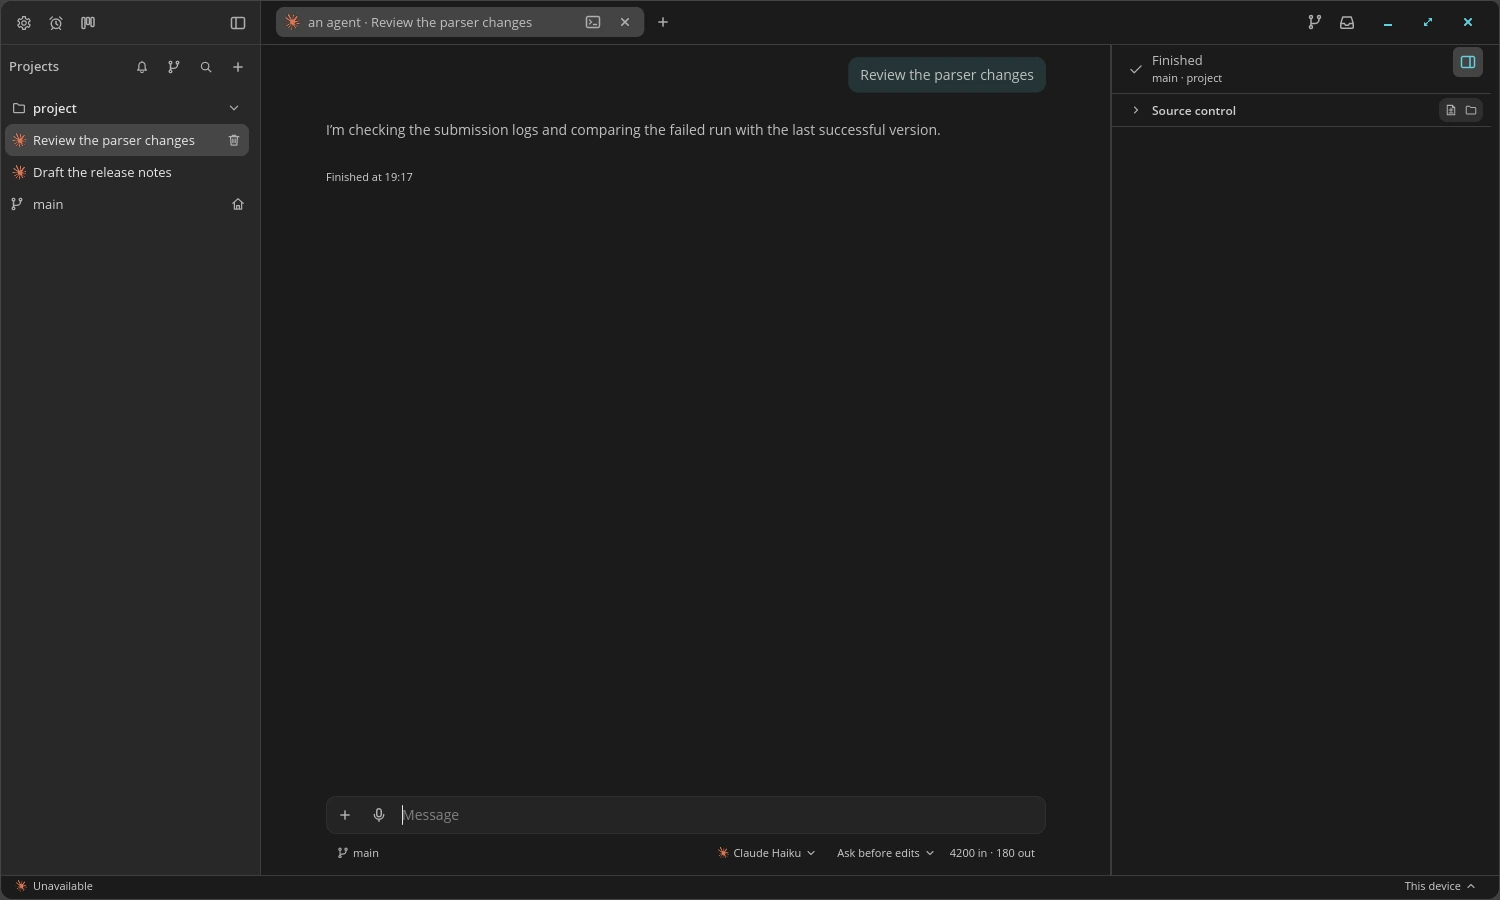 an agent · Review the parser changes
Projects
project
Review the parser changes
Draft the release notes
main
Review the parser changes
I’m checking the submission logs and comparing the failed run with the last successful version.
Finished at 19:17
Message
main
Claude Haiku
Ask before edits
4200 in · 180 out
Finished
main · project
Source control
Unavailable
This device